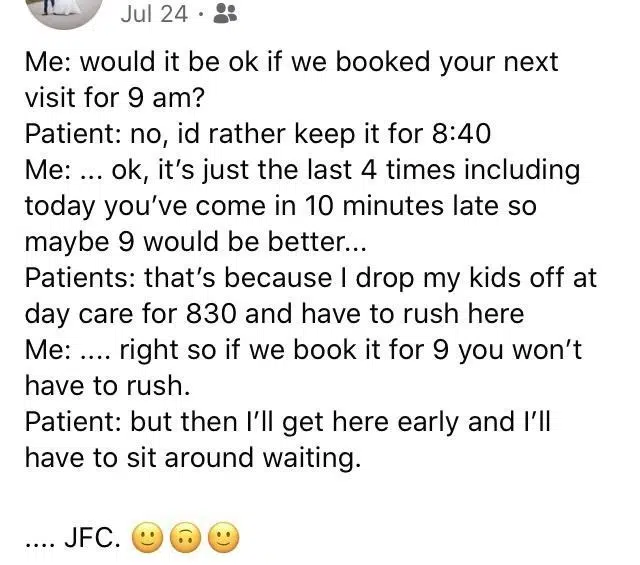 Jul 24 ·
Me: would it be ok if we booked your next
visit for 9 am?
Patient: no, id rather keep it for 8:40
Me: ... ok, it’s just the last 4 times including
today you’ve come in 10 minutes late so
maybe 9 would be better...
Patients: that’s because I drop my kids off at
day care for 830 and have to rush here
Me: .... right so if we book it for 9 you won’t
have to rush.
Patient: but then I’ll get here early and I’ll
have to sit around waiting.
.... JFC. 🙂🙃🙂